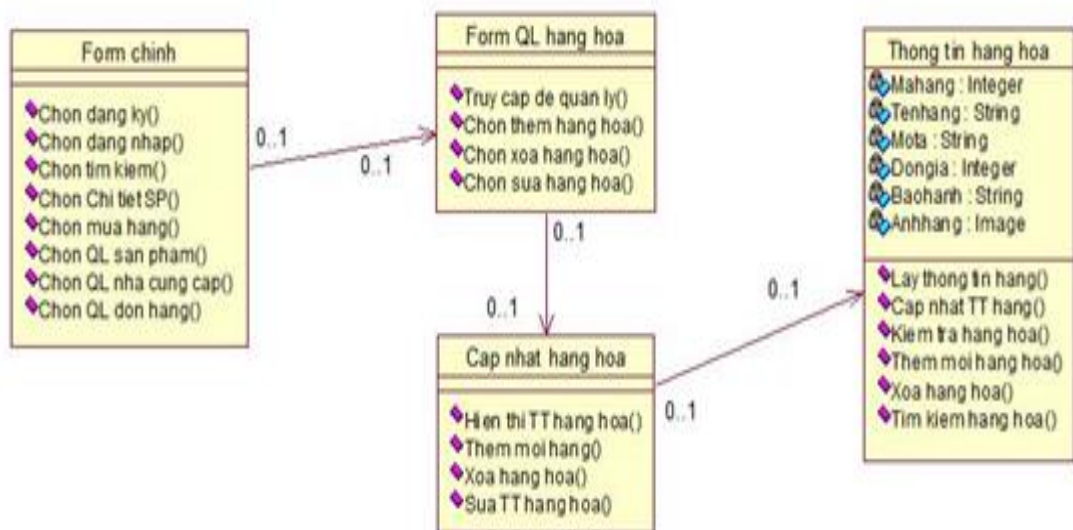 Form chinh
Chon dang ky()
Chon dang nhap()
Chon tim kiem()
Chon Chi tiet SP()
Chon mua hang()
Chon QL san pham()
Chon QL nha cung cap()
Chon QL don hang()
0..1
0..1
Form QL hang hoa
Truy cap de quan ly()
Chon them hang hoa()
Chon xoa hang hoa()
Chon sua hang hoa()
0..1
0..1
Cap nhat hang hoa
Hien thi TT hang hoa()
Them moi hang()
Xoa hang hoa()
Sua TT hang hoa()
0..1
0..1
Thong tin hang hoa
Mahang : Integer
Tenhang : String
Mota : String
Dongia : Integer
Baohanh : String
Anhhang : Image
Lay thong tin hang()
Cap nhat TT hang()
Kiem tra hang hoa()
Them moi hang hoa()
Xoa hang hoa()
Tim kiem hang hoa()